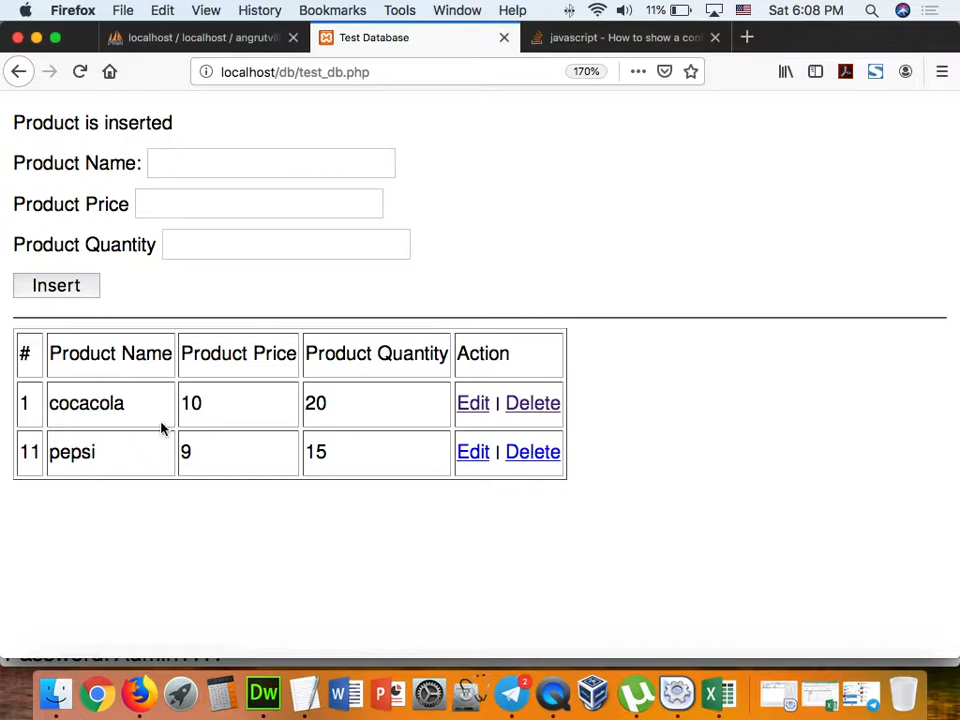 Firefox File Edit View History Bookmarks Tools Window Help 11% Sat 6:08 PM
localhost / localhost / angrutvil Test Database javascript - How to show a con
localhost/db/test_db.php 170%
Product is inserted
Product Name:
Product Price
Product Quantity
Insert
# Product Name Product Price Product Quantity Action
1 cocacola 10 20 Edit | Delete
11 pepsi 9 15 Edit | Delete
Dw W P 2 X